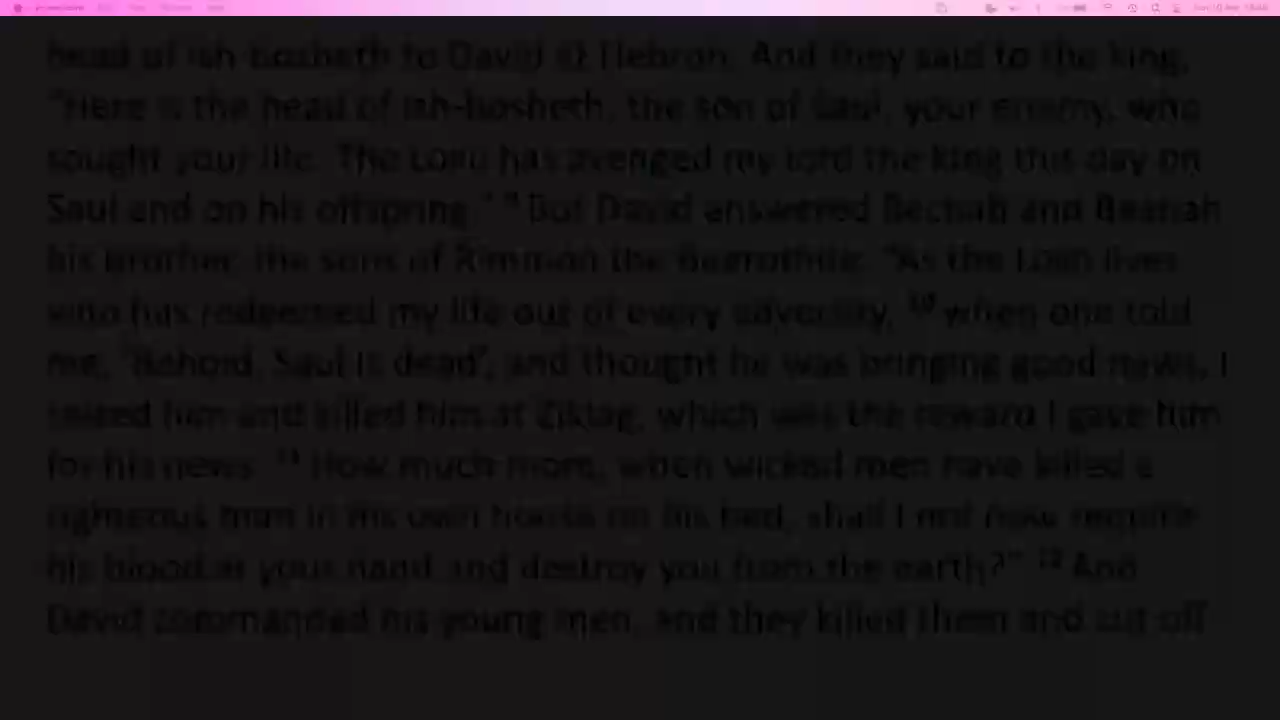 head of Ish-bosheth to David at Hebron. And they said to the king,
"Here is the head of Ish-bosheth, the son of Saul, your enemy, who
sought your life. The LORD has avenged my lord the king this day on
Saul and on his offspring." 9 But David answered Rechab and Baanah
his brother, the sons of Rimmon the Beerothite, "As the LORD lives
who has redeemed my life out of every adversity, 10 when one told
me, 'Behold, Saul is dead', and thought he was bringing good news, I
seized him and killed him at Ziklag, which was the reward I gave him
for his news. 11 How much more, when wicked men have killed a
righteous man in his own house on his bed, shall I not now require
his blood at your hand and destroy you from the earth?" 12 And
David commanded his young men, and they killed them and cut off